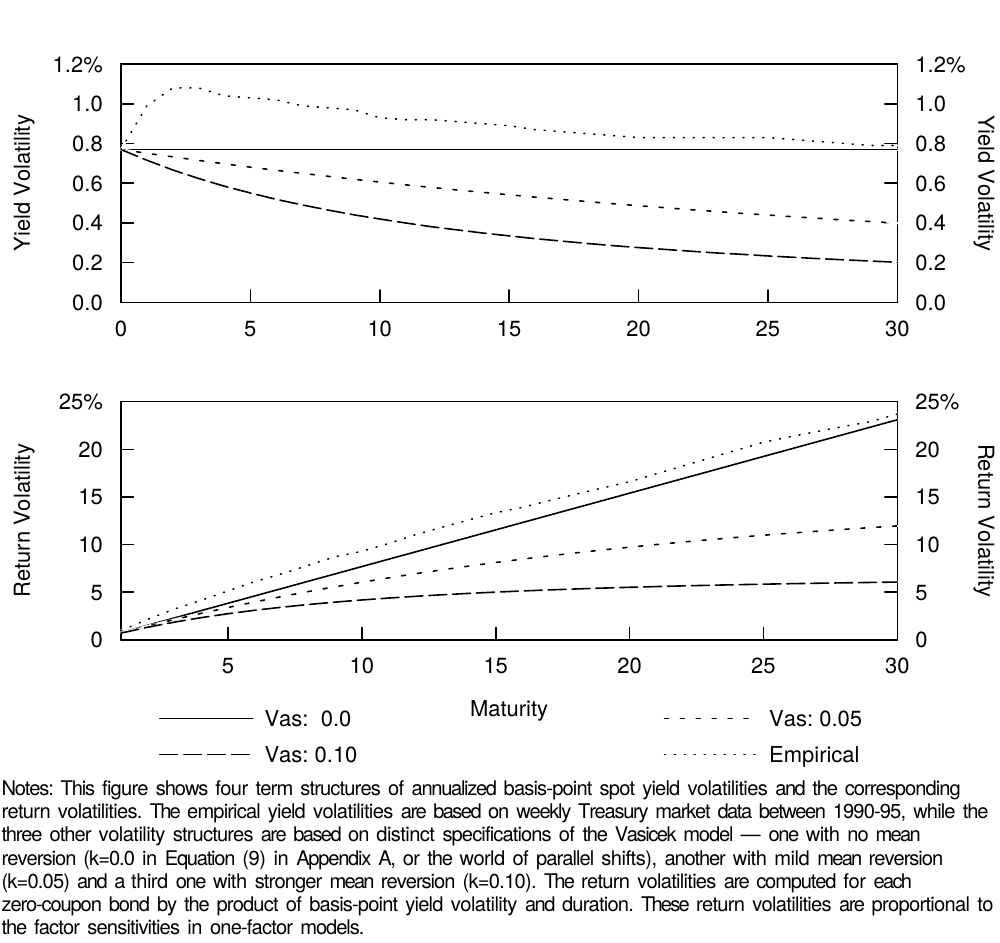 1.2% 1.2%
1.0 1.0
0.8 0.8
0.6 0.6
0.4 0.4
0.2 0.2
0.0 0.0
Yield Volatility
Yield Volatility
0 5 10 15 20 25 30
25% 25%
20 20
15 15
10 10
5 5
0 0
Return Volatility
Return Volatility
5 10 15 20 25 30
Maturity
Vas: 0.0 Vas: 0.05
Vas: 0.10 Empirical
Notes: This figure shows four term structures of annualized basis-point spot yield volatilities and the corresponding
return volatilities. The empirical yield volatilities are based on weekly Treasury market data between 1990-95, while the
three other volatility structures are based on distinct specifications of the Vasicek model — one with no mean
reversion (k=0.0 in Equation (9) in Appendix A, or the world of parallel shifts), another with mild mean reversion
(k=0.05) and a third one with stronger mean reversion (k=0.10). The return volatilities are computed for each
zero-coupon bond by the product of basis-point yield volatility and duration. These return volatilities are proportional to
the factor sensitivities in one-factor models.